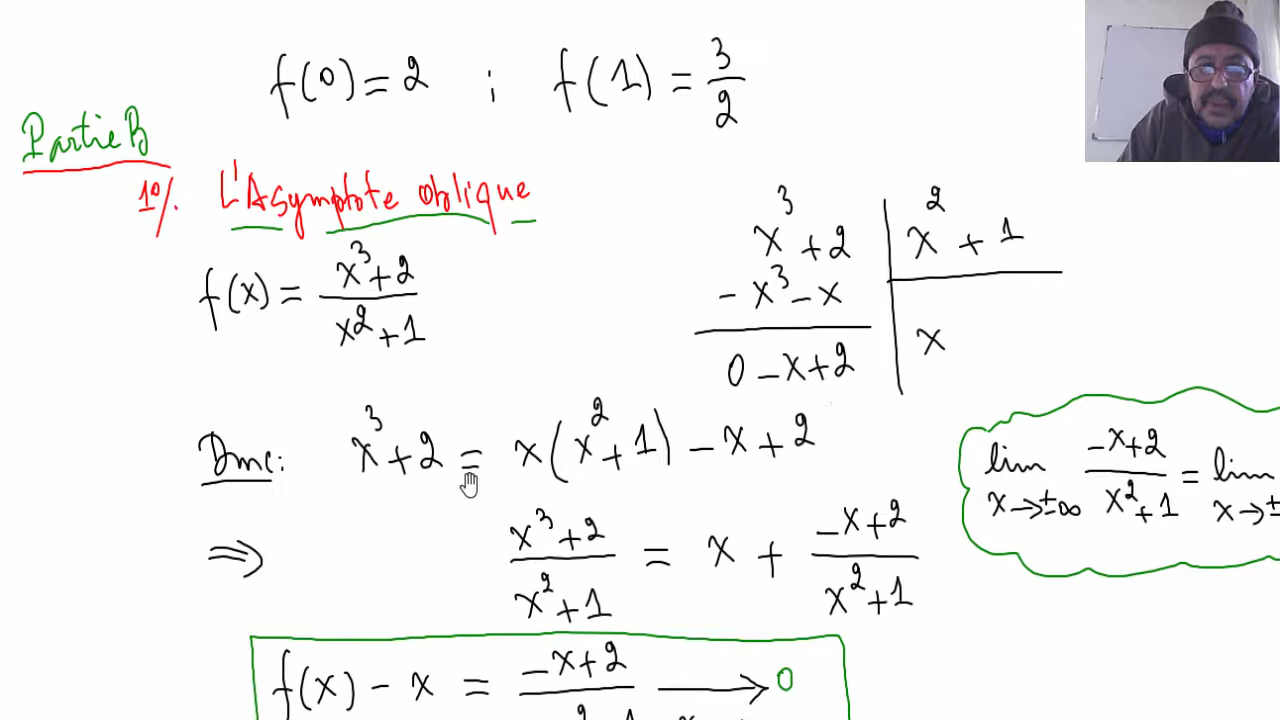 f(0) = 2 ; f(1) = 3/2
Partie B
1°/. L'Asymptote oblique
f(x) = (x³+2)/(x²+1)
x³+2 | x²+1
-x³-x | x
0-x+2
Donc: x³+2 = x(x²+1) -x+2
⇒ (x³+2)/(x²+1) = x + (-x+2)/(x²+1)
lim x→±∞ (-x+2)/(x²+1) = lim x→±
f(x) - x = (-x+2)/ ⟶ 0